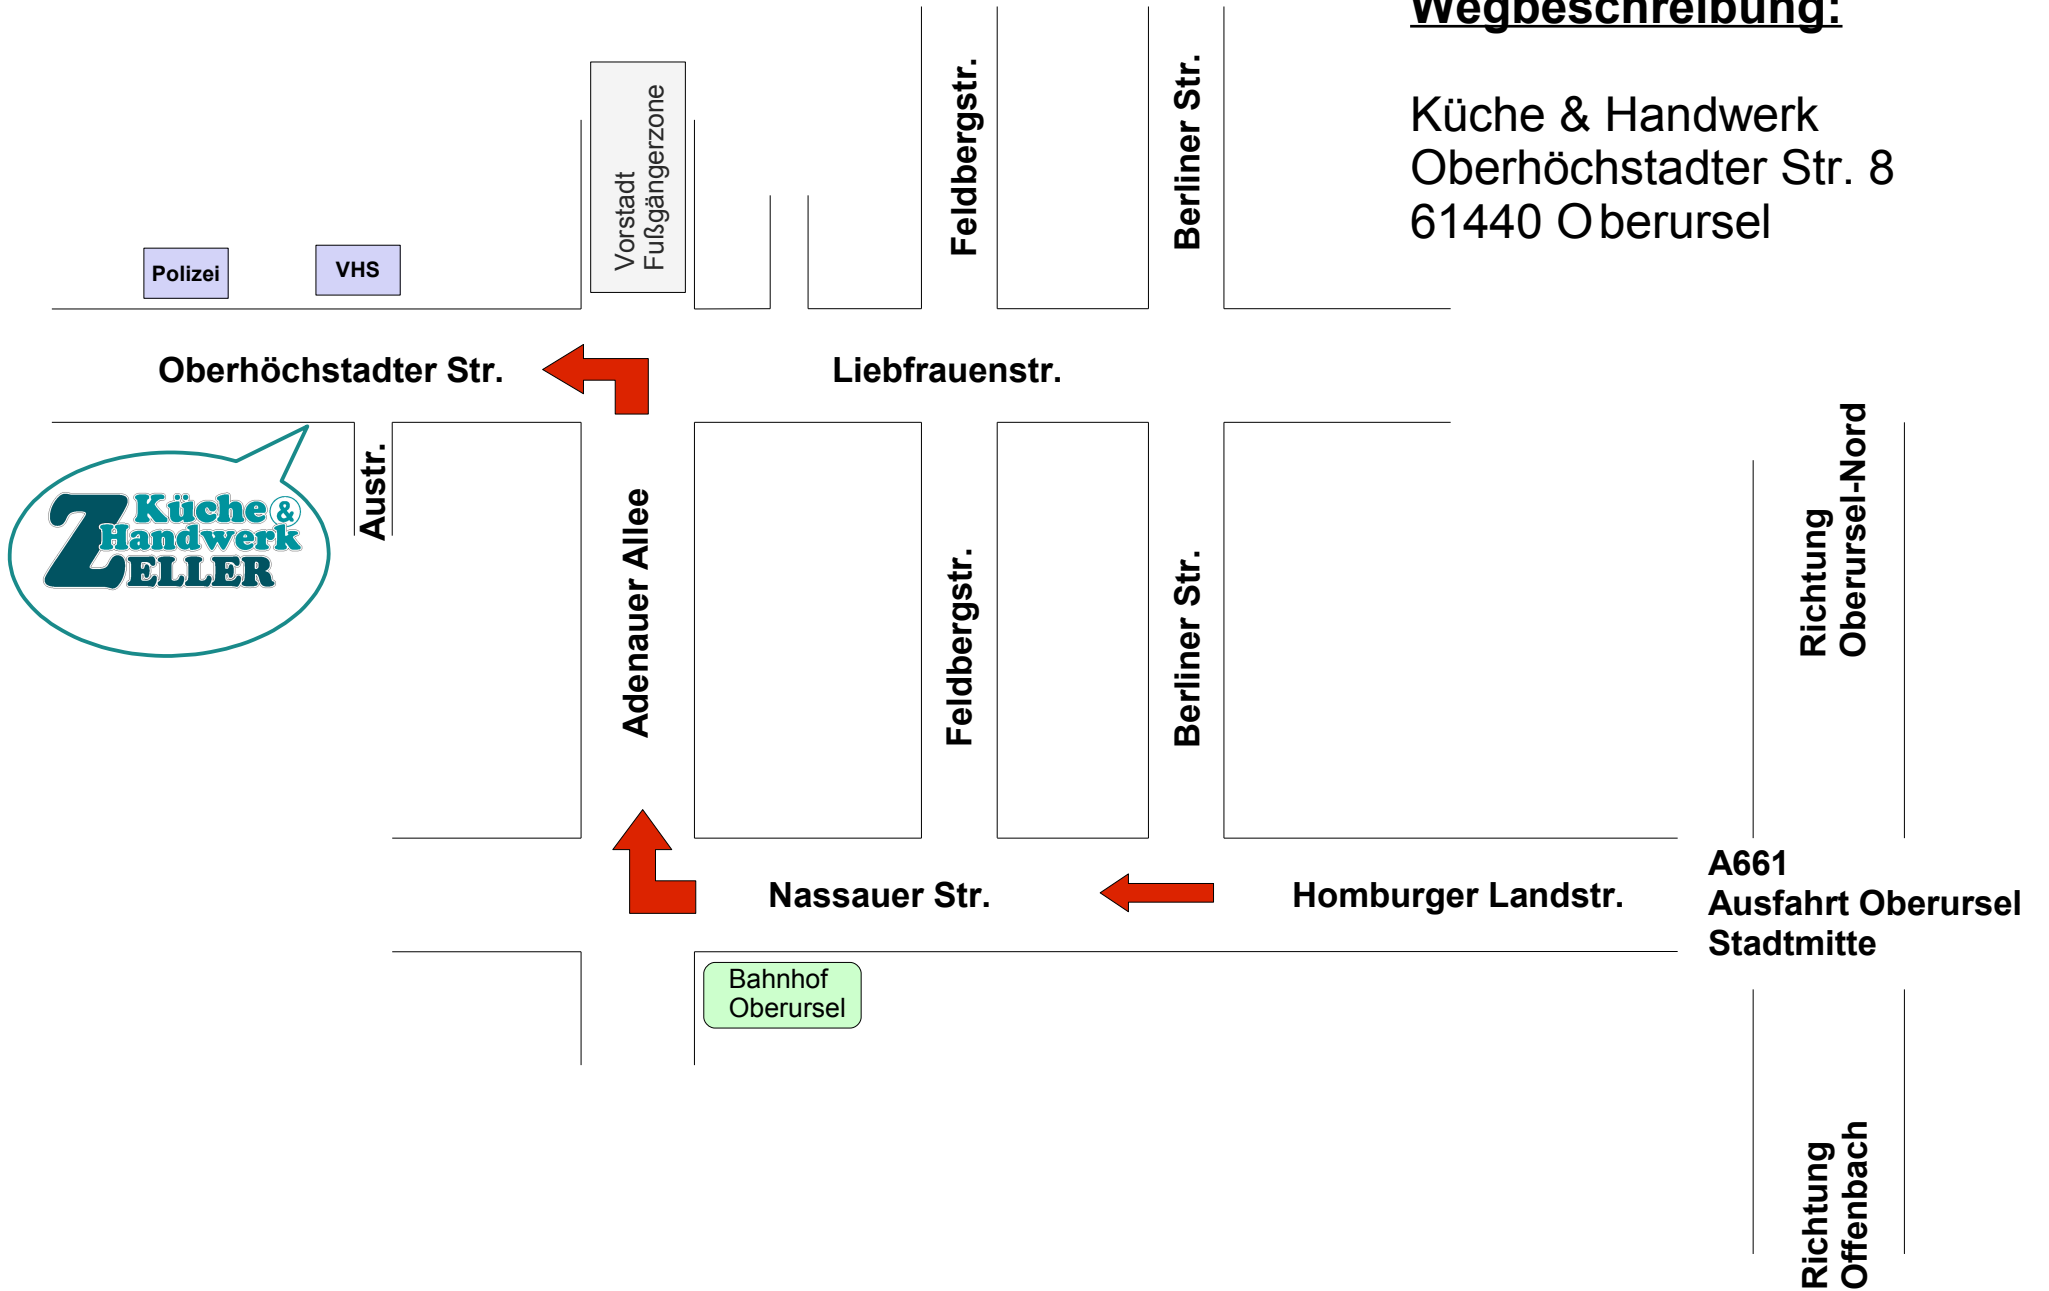 Wegbeschreibung:
Küche & Handwerk
Oberhöchstadter Str. 8
61440 Oberursel
Feldbergstr.
Berliner Str.
Vorstadt
Fußgängerzone
Polizei
VHS
Oberhöchstadter Str.
Liebfrauenstr.
Küche &
Handwerk
ZELLER
Austr.
Adenauer Allee
Feldbergstr.
Berliner Str.
Richtung
Oberursel-Nord
Nassauer Str.
Homburger Landstr.
A661
Ausfahrt Oberursel
Stadtmitte
Bahnhof
Oberursel
Richtung
Offenbach